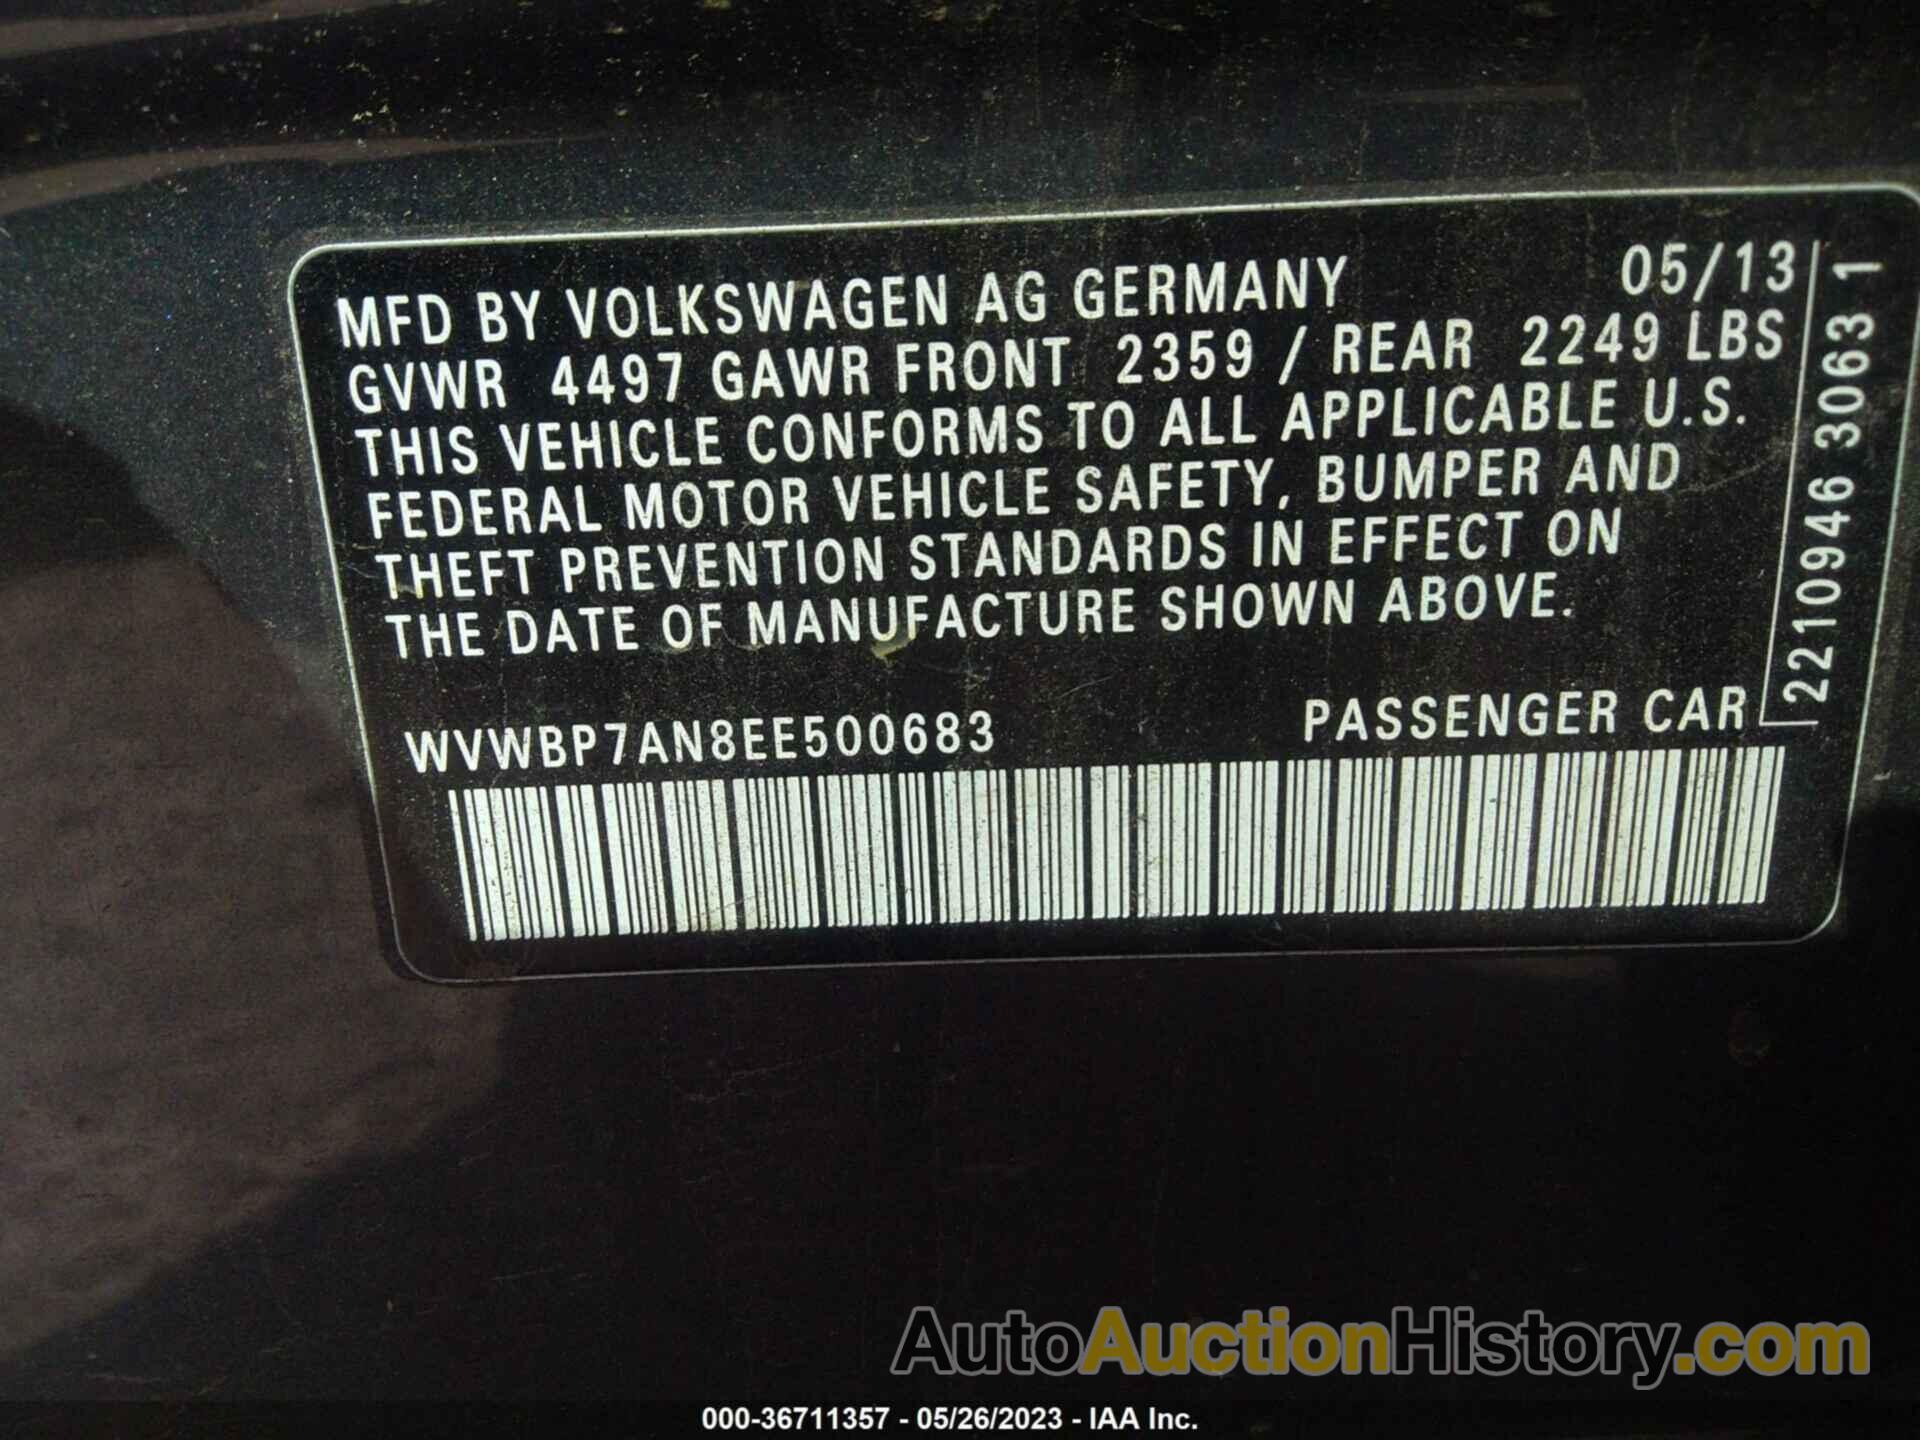 MFD BY VOLKSWAGEN AG GERMANY 05/13
GVWR 4497 GAWR FRONT 2359 / REAR 2249 LBS
THIS VEHICLE CONFORMS TO ALL APPLICABLE U.S.
FEDERAL MOTOR VEHICLE SAFETY, BUMPER AND
THEFT PREVENTION STANDARDS IN EFFECT ON
THE DATE OF MANUFACTURE SHOWN ABOVE.
WVWBP7AN8EE500683 PASSENGER CAR
2210946 3063 1
AutoAuctionHistory.com
000-36711357 - 05/26/2023 - IAA Inc.